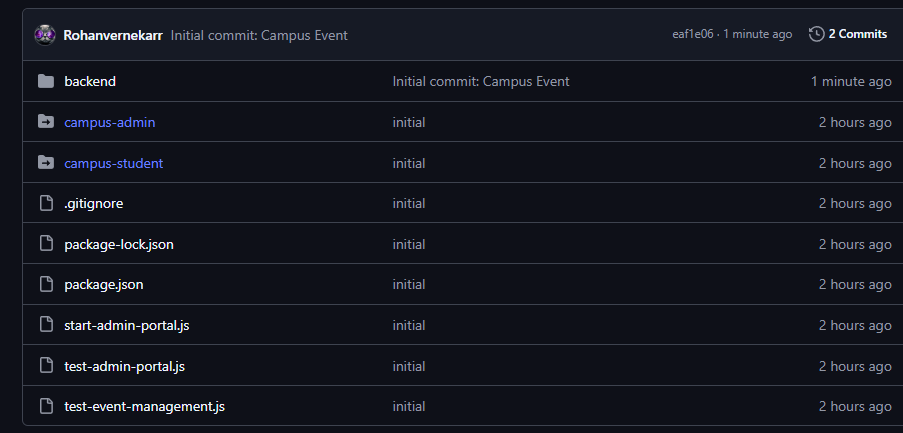 Rohanvernekarr Initial commit: Campus Event eaf1e06 · 1 minute ago 2 Commits
backend Initial commit: Campus Event 1 minute ago
campus-admin initial 2 hours ago
campus-student initial 2 hours ago
.gitignore initial 2 hours ago
package-lock.json initial 2 hours ago
package.json initial 2 hours ago
start-admin-portal.js initial 2 hours ago
test-admin-portal.js initial 2 hours ago
test-event-management.js initial 2 hours ago